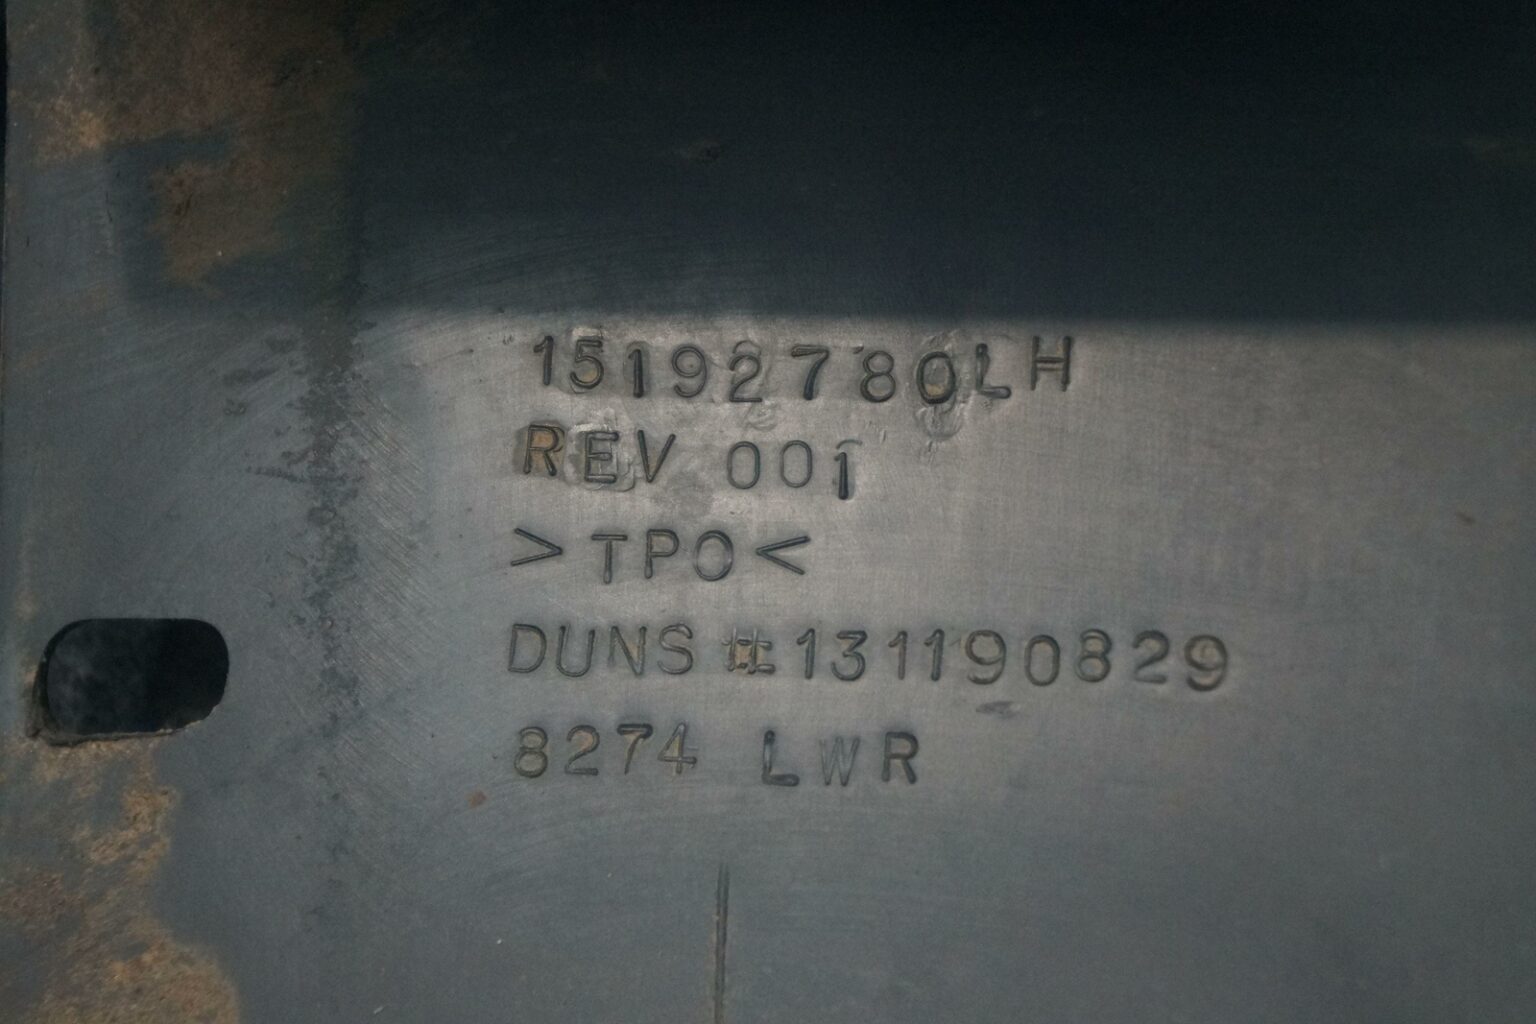 15192780LH
REV 001
>TPO<
DUNS #131190829
8274 LWR